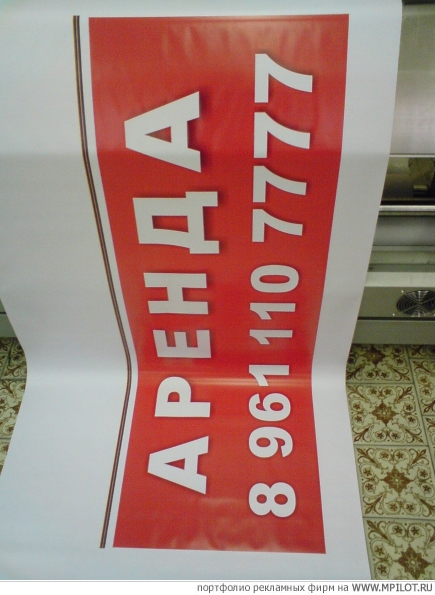 АРЕНДА
8 961 110 7777
портфолио рекламных фирм на WWW.MPILOT.RU